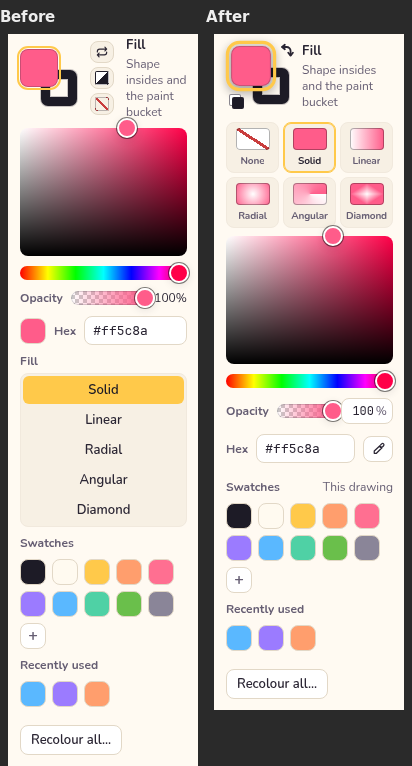 Before
Fill
Shape
insides and
the paint
bucket
Opacity
100%
Hex
#ff5c8a
Fill
Solid
Linear
Radial
Angular
Diamond
Swatches
+
Recently used
Recolour all...
After
Fill
Shape insides
and the paint
bucket
None
Solid
Linear
Radial
Angular
Diamond
Opacity
100 %
Hex
#ff5c8a
Swatches
This drawing
+
Recently used
Recolour all...